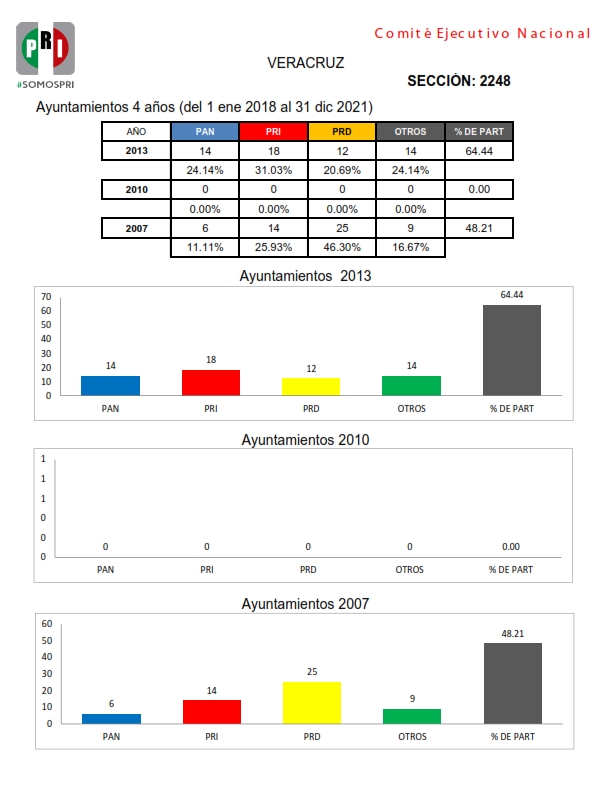 Comité Ejecutivo Nacional
PRI
#SOMOSPRI
VERACRUZ
SECCIÓN: 2248
Ayuntamientos 4 años (del 1 ene 2018 al 31 dic 2021)
AÑO PAN PRI PRD OTROS % DE PART
2013 14 18 12 14 64.44
24.14% 31.03% 20.69% 24.14%
2010 0 0 0 0 0.00
0.00% 0.00% 0.00% 0.00%
2007 6 14 25 9 48.21
11.11% 25.93% 46.30% 16.67%
Ayuntamientos 2013
70
60
50
40
30
20
10
0
14 18 12 14 64.44
PAN PRI PRD OTROS % DE PART
Ayuntamientos 2010
1
1
1
0
0
0
0 0 0 0 0.00
PAN PRI PRD OTROS % DE PART
Ayuntamientos 2007
60
50
40
30
20
10
0
6 14 25 9 48.21
PAN PRI PRD OTROS % DE PART